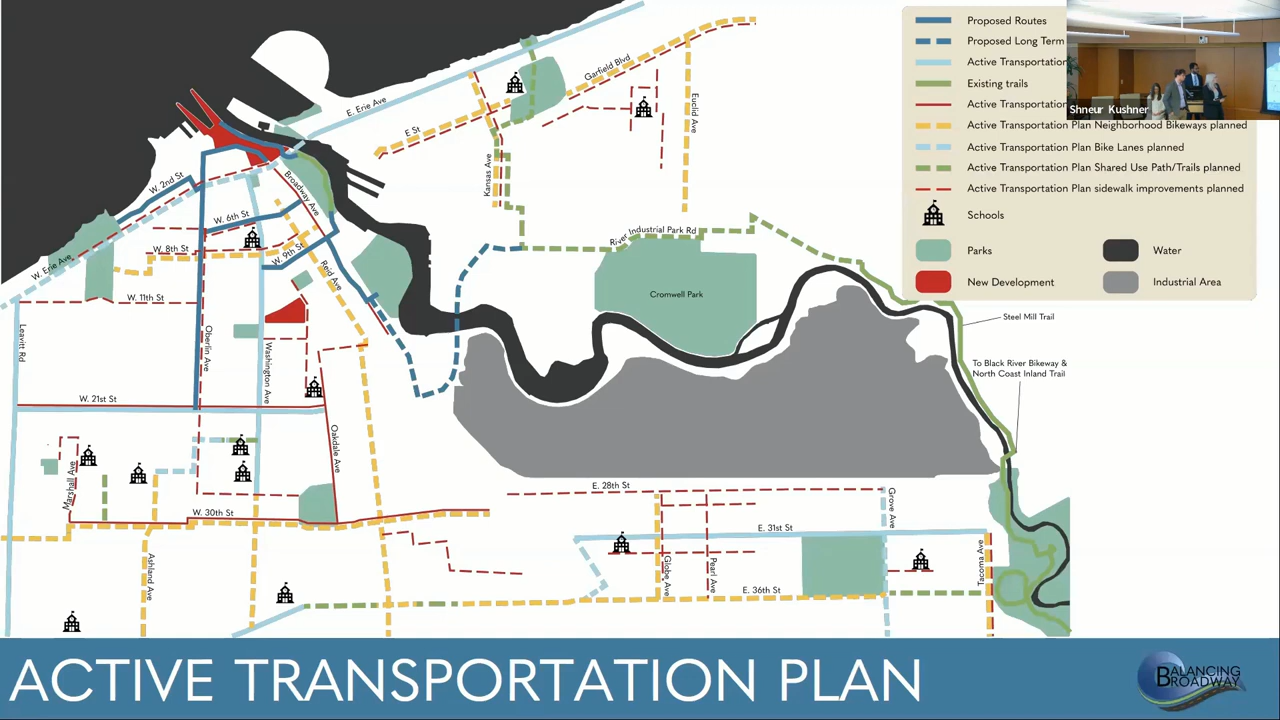 Proposed Routes
Proposed Long Term
Active Transportation
Existing trails
Active Transportation
Shneur Kushner
Active Transportation Plan Neighborhood Bikeways planned
Active Transportation Plan Bike Lanes planned
Active Transportation Plan Shared Use Path/Trails planned
Active Transportation Plan sidewalk improvements planned
Schools
Parks
Water
New Development
Industrial Area
Garfield Blvd
E. Erie Ave
E St
Euclid Ave
Kansas Ave
W. 2nd St
Broadway Ave
W. 6th St
River Industrial Park Rd
W. 8th St
W. 9th St
W. Erie Ave
Reid Ave
W. 11th St
Cromwell Park
Steel Mill Trail
Leavitt Rd
Oberlin Ave
Washington Ave
To Black River Bikeway &
North Coast Inland Trail
W. 21st St
Oakdale Ave
Marshall Ave
E. 28th St
Grove Ave
W. 30th St
E. 31st St
Ashland Ave
Globe Ave
Pearl Ave
Tacoma Ave
E. 36th St
ACTIVE TRANSPORTATION PLAN
BALANCING
BROADWAY